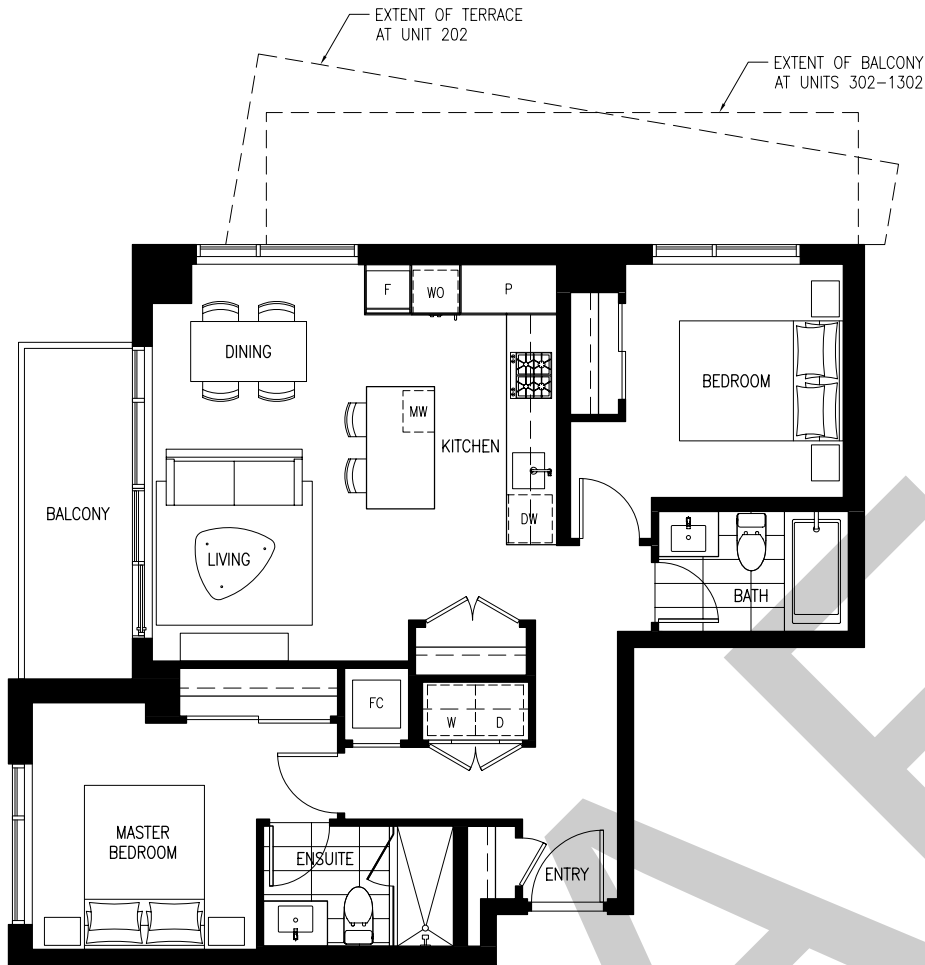 EXTENT OF TERRACE
AT UNIT 202
EXTENT OF BALCONY
AT UNITS 302-1302
F
WO
P
DINING
BEDROOM
MW
KITCHEN
BALCONY
DW
LIVING
BATH
FC
W
D
MASTER
BEDROOM
ENSUITE
ENTRY